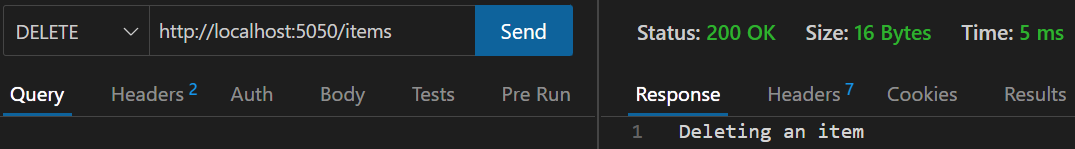 DELETE http://localhost:5050/items Send
Query Headers 2 Auth Body Tests Pre Run
Status: 200 OK Size: 16 Bytes Time: 5 ms
Response Headers 7 Cookies Results
1 Deleting an item